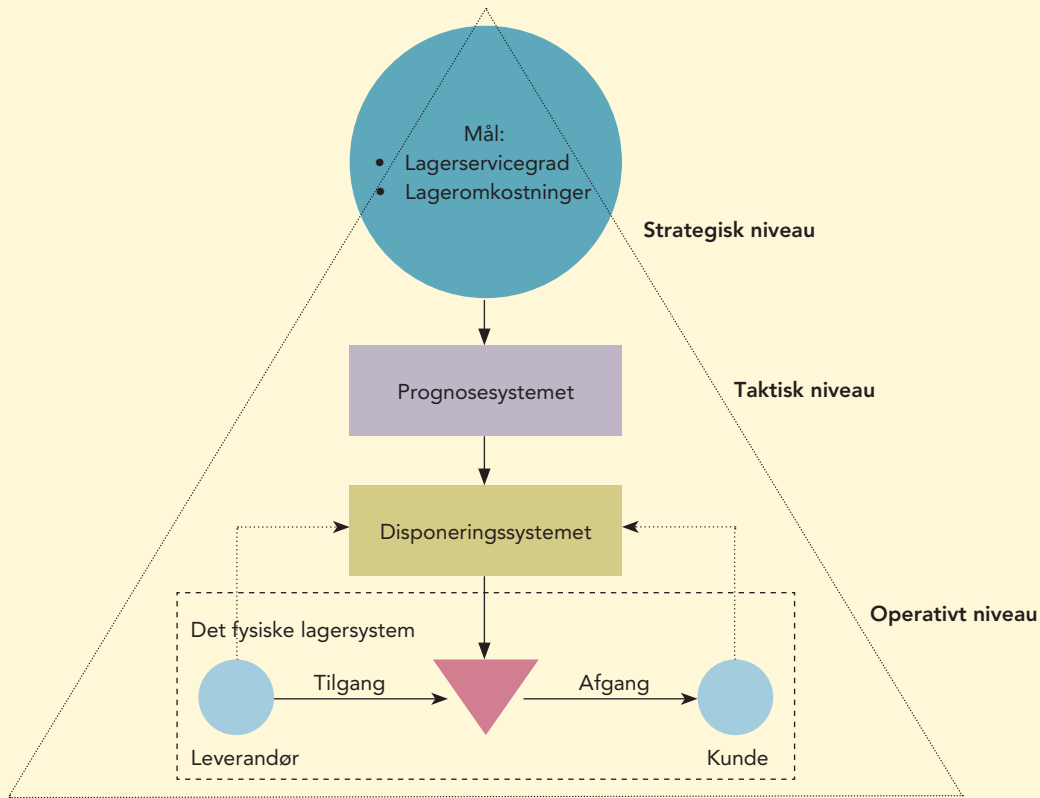 Mål:
• Lagerservicegrad
• Lageromkostninger
Strategisk niveau
Prognosesystemet
Taktisk niveau
Disponeringssystemet
Operativt niveau
Det fysiske lagersystem
Tilgang
Afgang
Leverandør
Kunde